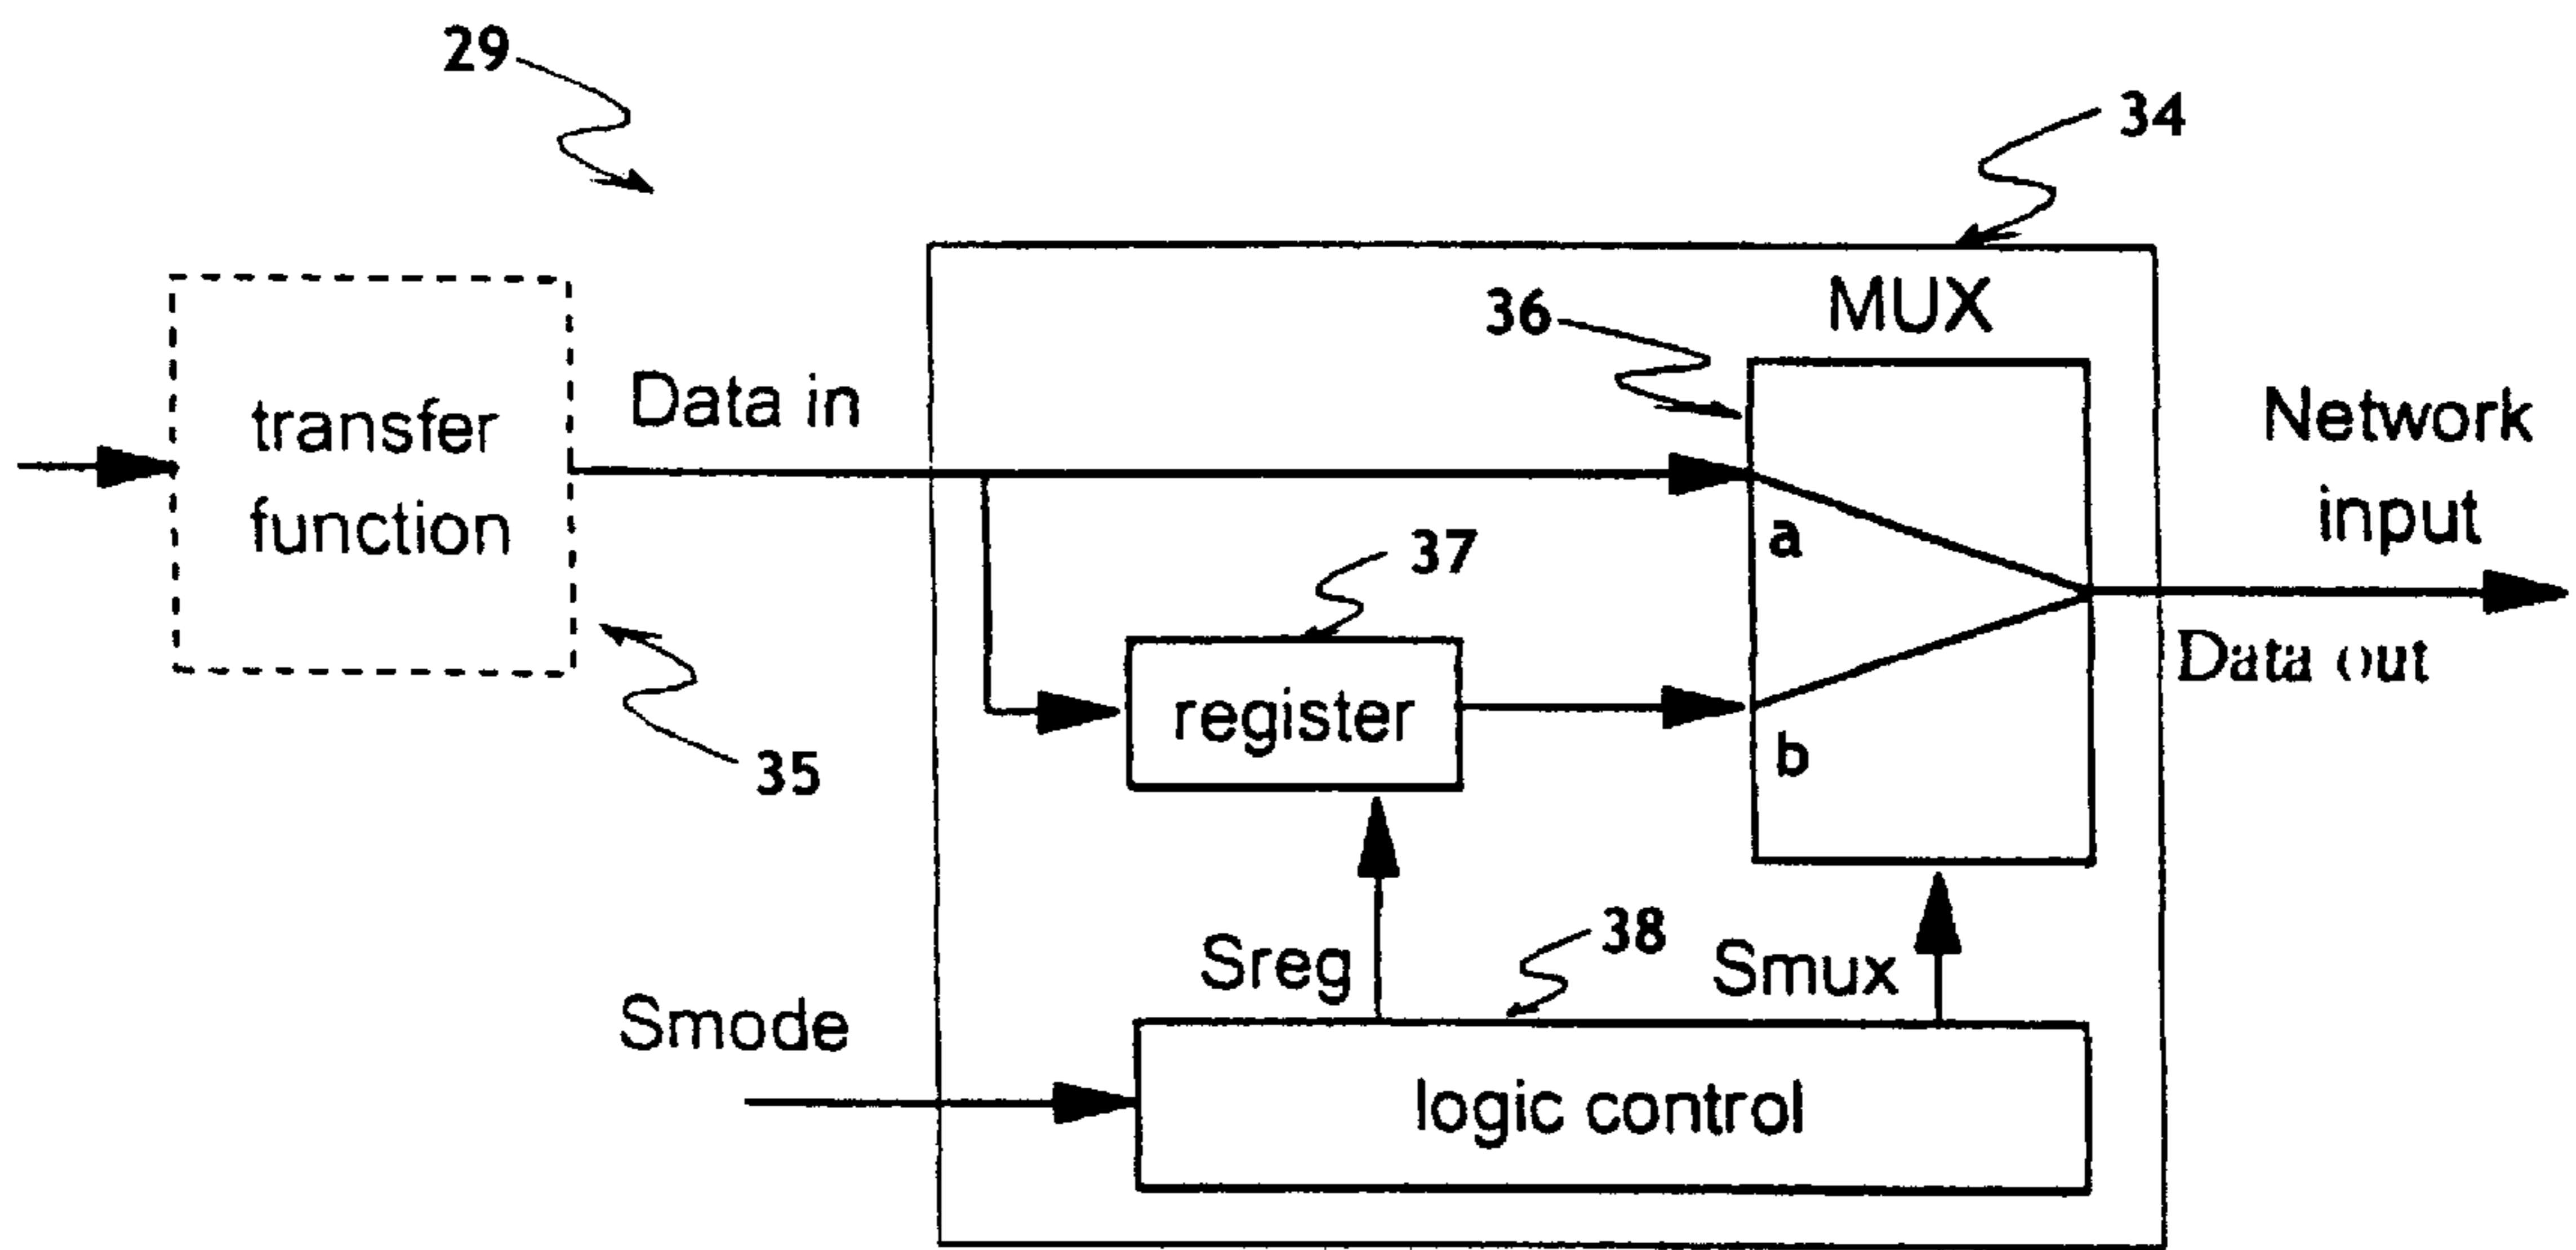 29
34
MUX
36
transfer
function
Data in
Network
input
a
37
Data out
register
b
35
38
Sreg
Smux
Smode
logic control